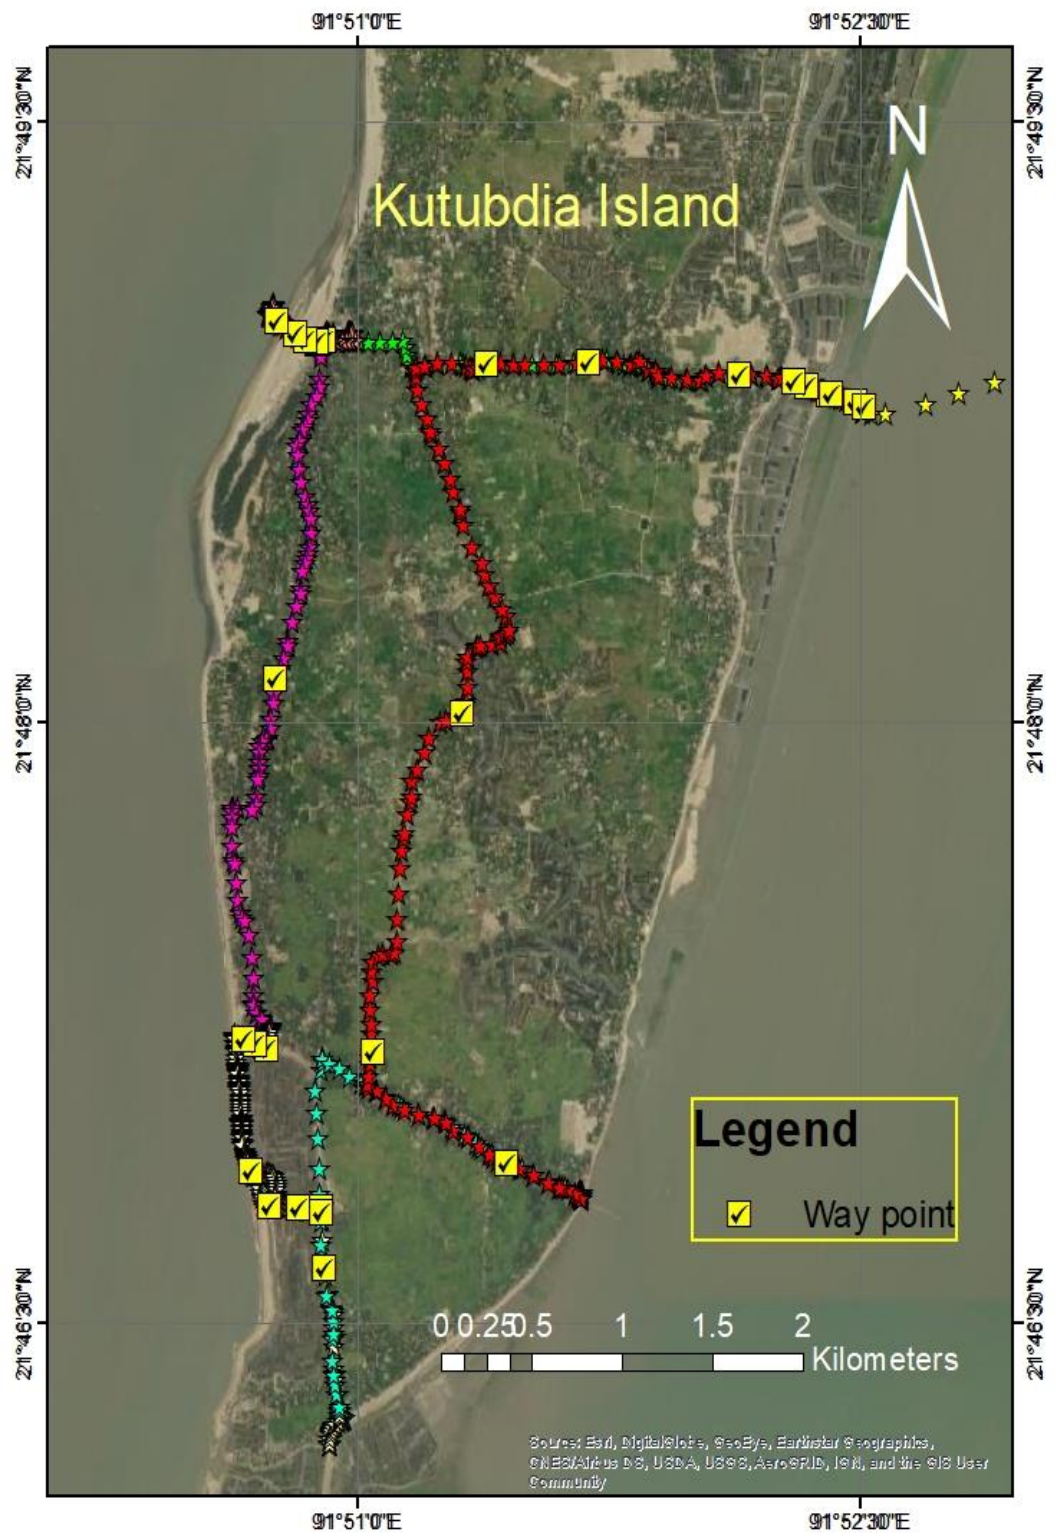 91°51'0"E 91°52'30"E
21°49'30"N 21°49'30"N
N
Kutubdia Island
21°48'0"N 21°48'0"N
Legend
Way point
21°46'30"N 21°46'30"N
0 0.25 0.5 1 1.5 2
Kilometers
Source: Esri, DigitalGlobe, GeoEye, Earthstar Geographics,
CNES/Airbus DS, USDA, USGS, AeroGRID, IGN, and the GIS User
Community
91°51'0"E 91°52'30"E